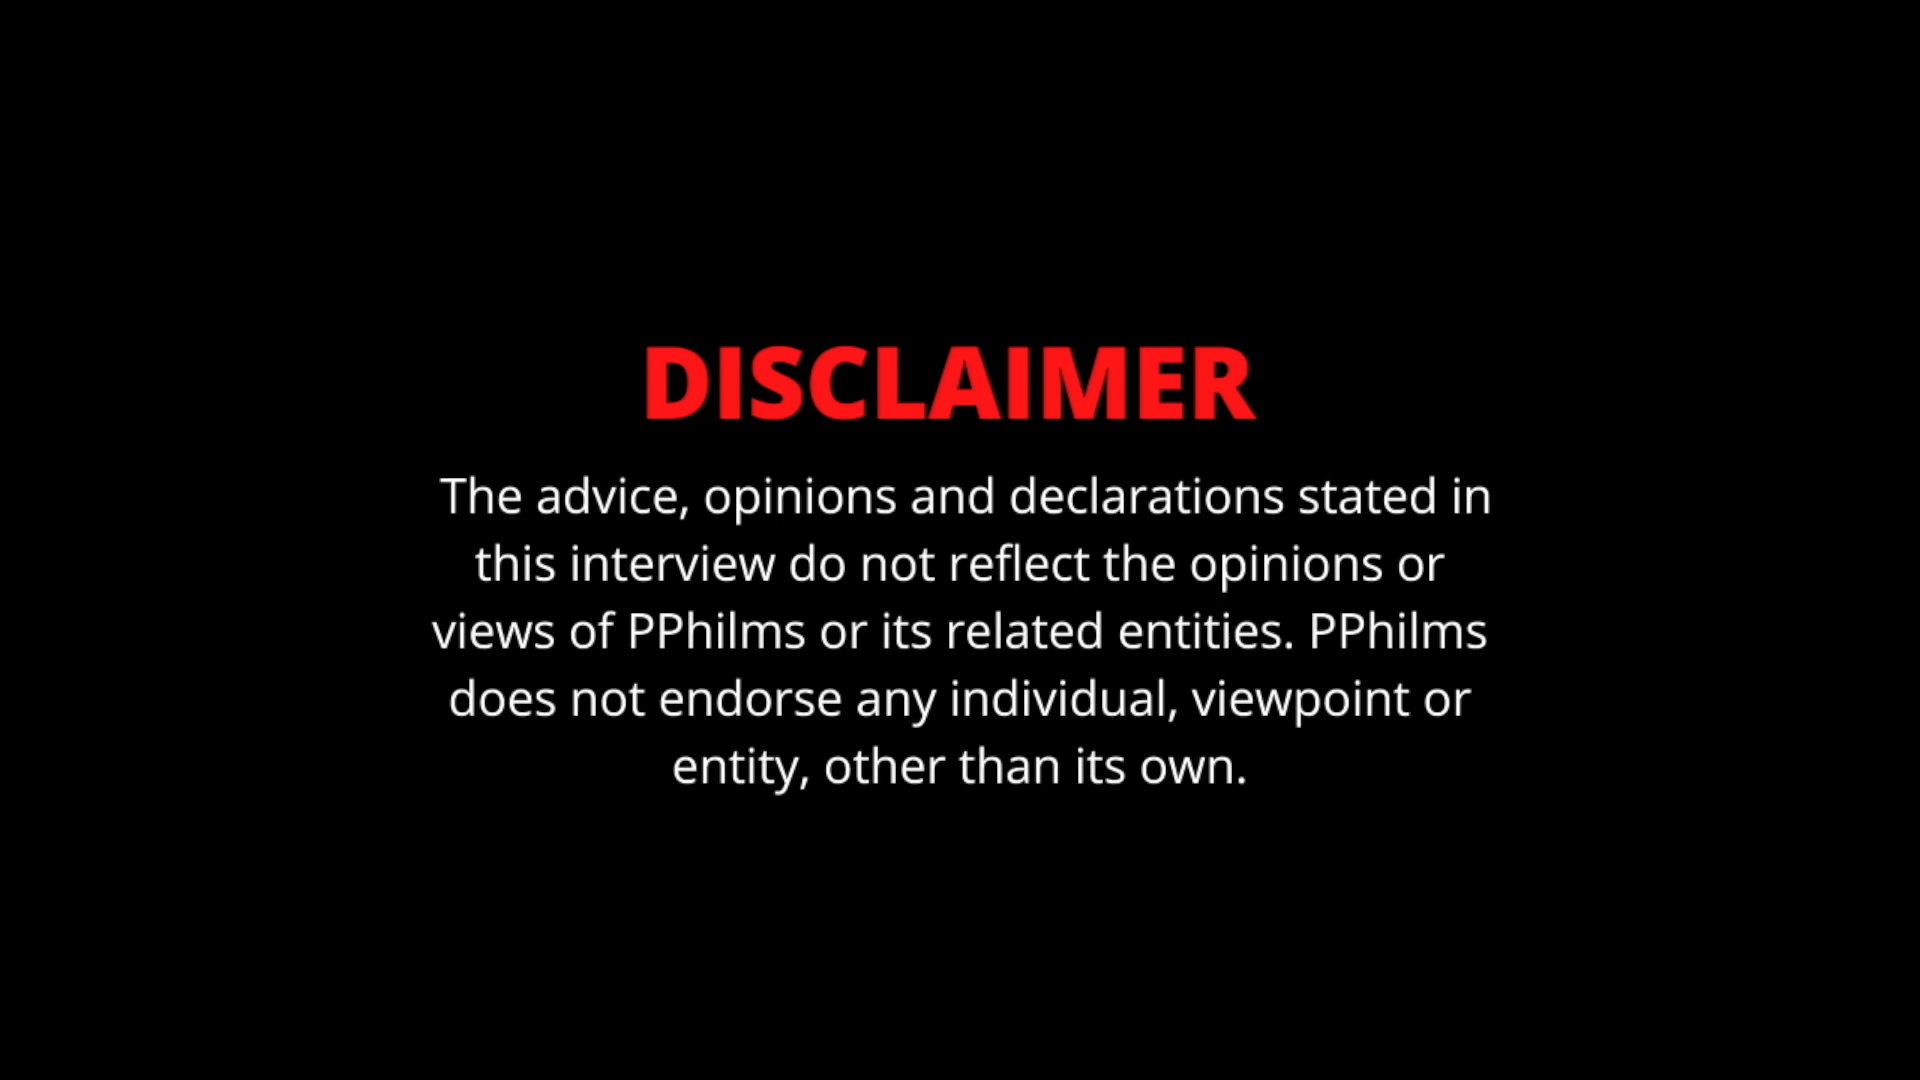 DISCLAIMER
The advice, opinions and declarations stated in
this interview do not reflect the opinions or
views of PPhilms or its related entities. PPhilms
does not endorse any individual, viewpoint or
entity, other than its own.